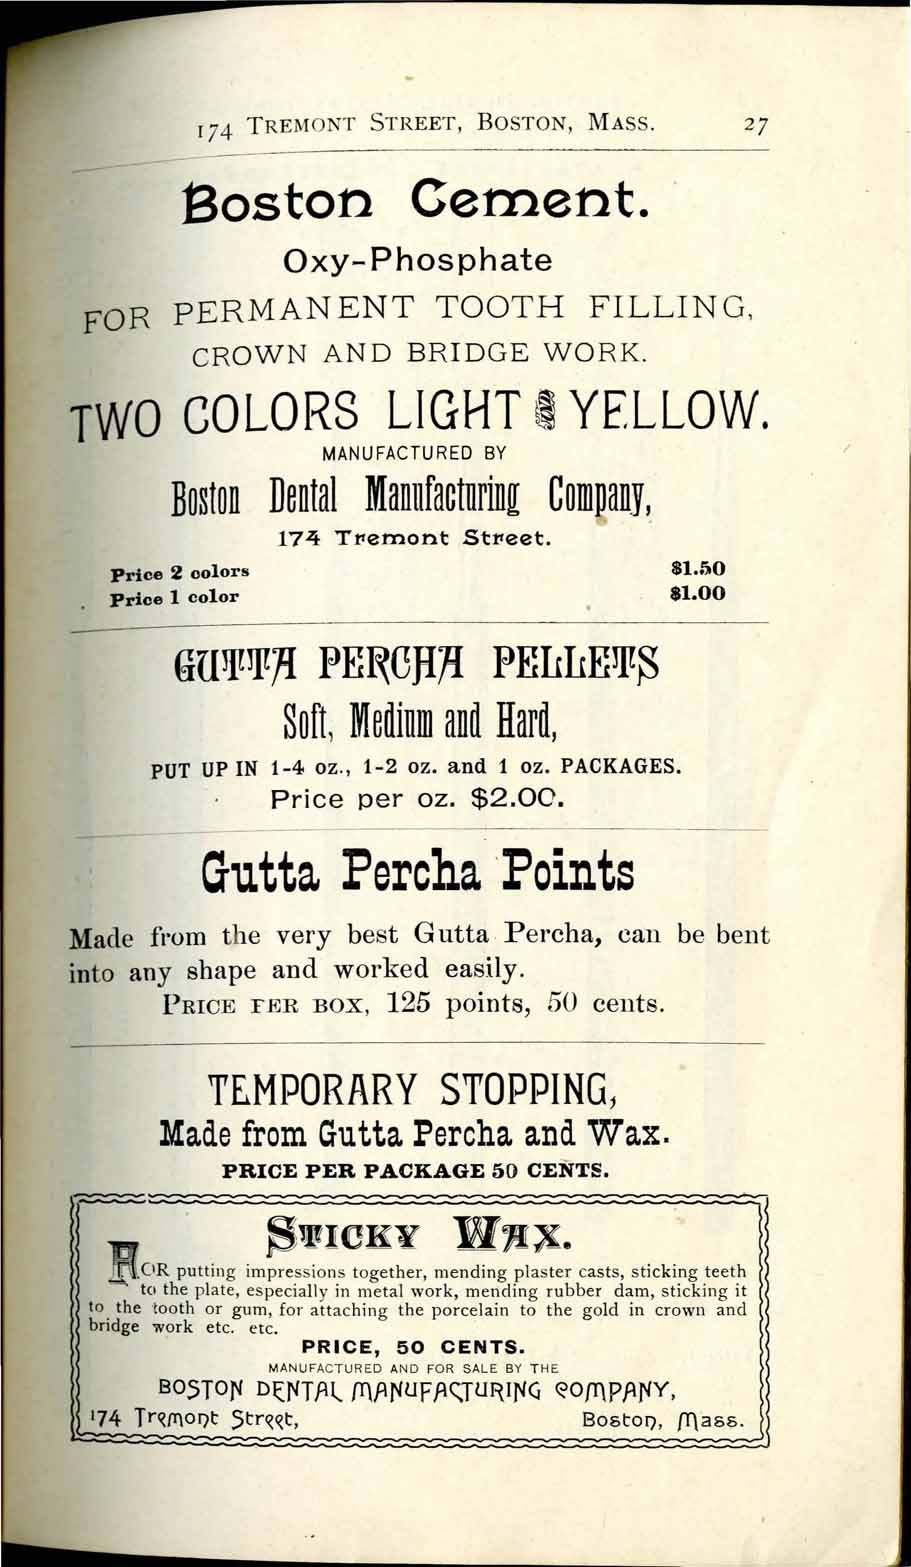 174 TREMONT STREET, BOSTON, MASS. 27
Boston Cement.
Oxy-Phosphate
FOR PERMANENT TOOTH FILLING,
CROWN AND BRIDGE WORK.
TWO COLORS LIGHT & YELLOW.
MANUFACTURED BY
Boston Dental Manufacturing Company,
174 Tremont Street.
Price 2 colors $1.50
Price 1 color $1.00
GUTTA PERCHA PELLETS
Soft, Medium and Hard,
PUT UP IN 1-4 oz., 1-2 oz. and 1 oz. PACKAGES.
Price per oz. $2.00.
Gutta Percha Points
Made from the very best Gutta Percha, can be bent
into any shape and worked easily.
PRICE PER BOX, 125 points, 50 cents.
TEMPORARY STOPPING,
Made from Gutta Percha and Wax.
PRICE PER PACKAGE 50 CENTS.
STICKY WAX.
FOR putting impressions together, mending plaster casts, sticking teeth
to the plate, especially in metal work, mending rubber dam, sticking it
to the tooth or gum, for attaching the porcelain to the gold in crown and
bridge work etc. etc.
PRICE, 50 CENTS.
MANUFACTURED AND FOR SALE BY THE
BOSTON DENTAL MANUFACTURING COMPANY,
174 Tremont Street, Boston, Mass.